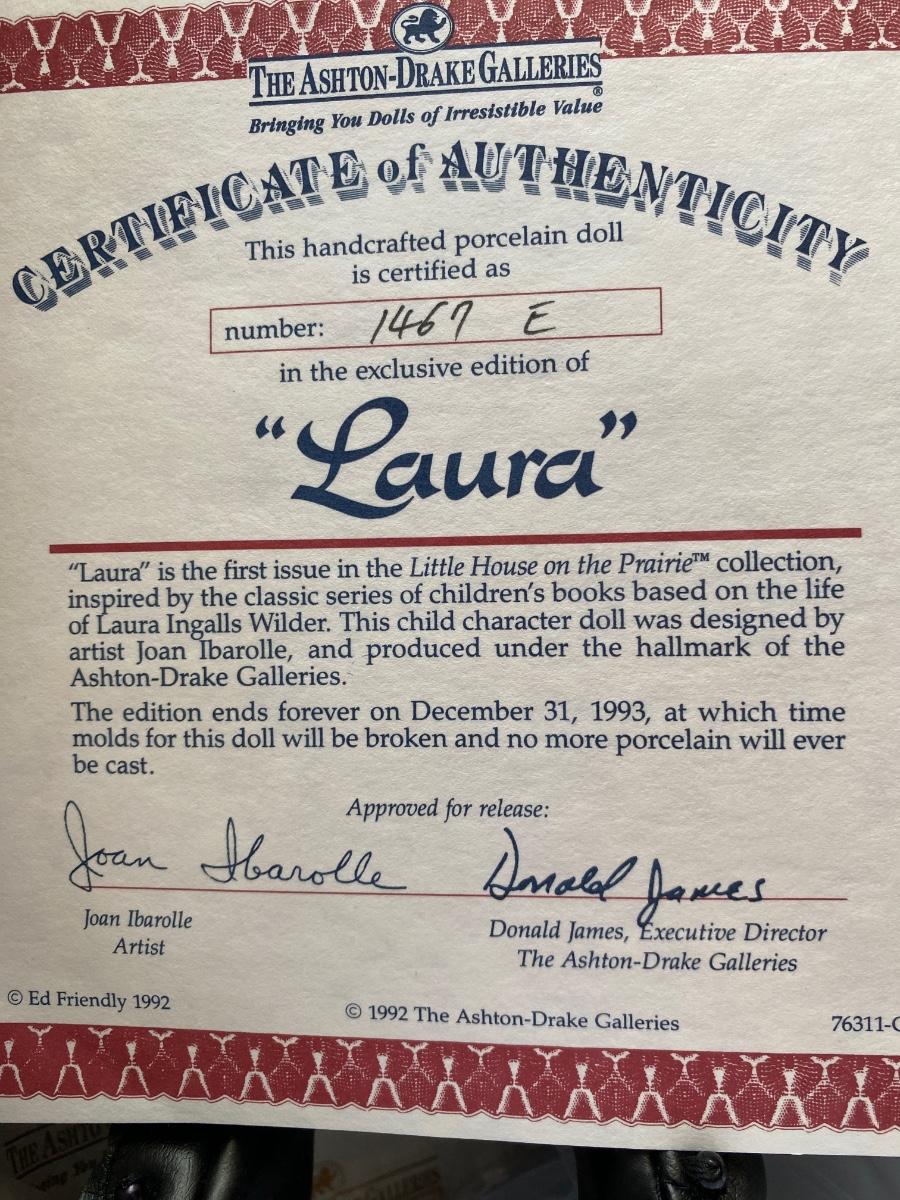 THE ASHTON-DRAKE GALLERIES®
Bringing You Dolls of Irresistible Value
CERTIFICATE of AUTHENTICITY
This handcrafted porcelain doll
is certified as
number: 1467 E
in the exclusive edition of
“Laura”
“Laura” is the first issue in the Little House on the Prairie™ collection,
inspired by the classic series of children's books based on the life
of Laura Ingalls Wilder. This child character doll was designed by
artist Joan Ibarolle, and produced under the hallmark of the
Ashton-Drake Galleries.
The edition ends forever on December 31, 1993, at which time
molds for this doll will be broken and no more porcelain will ever
be cast.
Approved for release:
Joan Ibarolle Donald James
Joan Ibarolle
Artist
Donald James, Executive Director
The Ashton-Drake Galleries
© Ed Friendly 1992
© 1992 The Ashton-Drake Galleries
76311-C
THE ASHTO
GALLERIES